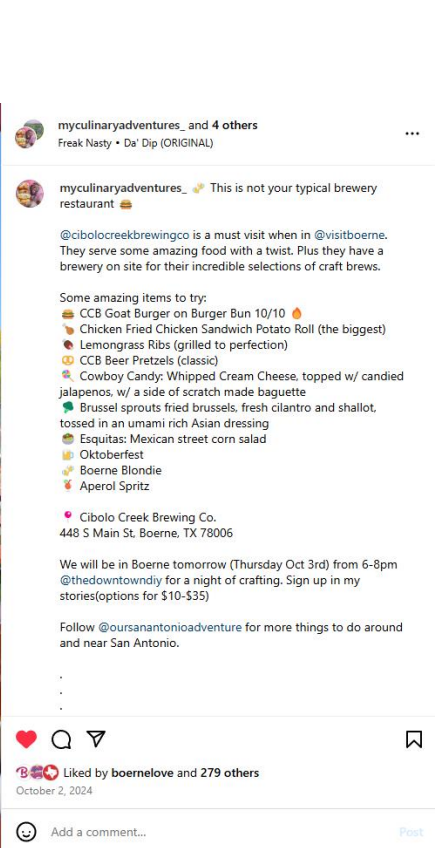 myculinaryadventures_ and 4 others
Freak Nasty • Da' Dip (ORIGINAL)
myculinaryadventures_ 🍻 This is not your typical brewery
restaurant 🍔
@cibolocreekbrewingco is a must visit when in @visitboerne.
They serve some amazing food with a twist. Plus they have a
brewery on site for their incredible selections of craft brews.
Some amazing items to try:
🍔 CCB Goat Burger on Burger Bun 10/10 🔥
🍗 Chicken Fried Chicken Sandwich Potato Roll (the biggest)
🍖 Lemongrass Ribs (grilled to perfection)
🥨 CCB Beer Pretzels (classic)
🍭 Cowboy Candy: Whipped Cream Cheese, topped w/ candied
jalapenos, w/ a side of scratch made baguette
🥦 Brussel sprouts fried brussels, fresh cilantro and shallot,
tossed in an umami rich Asian dressing
🥗 Esquitas: Mexican street corn salad
🍺 Oktoberfest
🍻 Boerne Blondie
🍹 Aperol Spritz
📍 Cibolo Creek Brewing Co.
448 S Main St, Boerne, TX 78006
We will be in Boerne tomorrow (Thursday Oct 3rd) from 6-8pm
@thedowntowndiy for a night of crafting. Sign up in my
stories(options for $10-$35)
Follow @oursanantonioadventure for more things to do around
and near San Antonio.
.
.
.
Liked by boernelove and 279 others
October 2, 2024
Add a comment...
Post